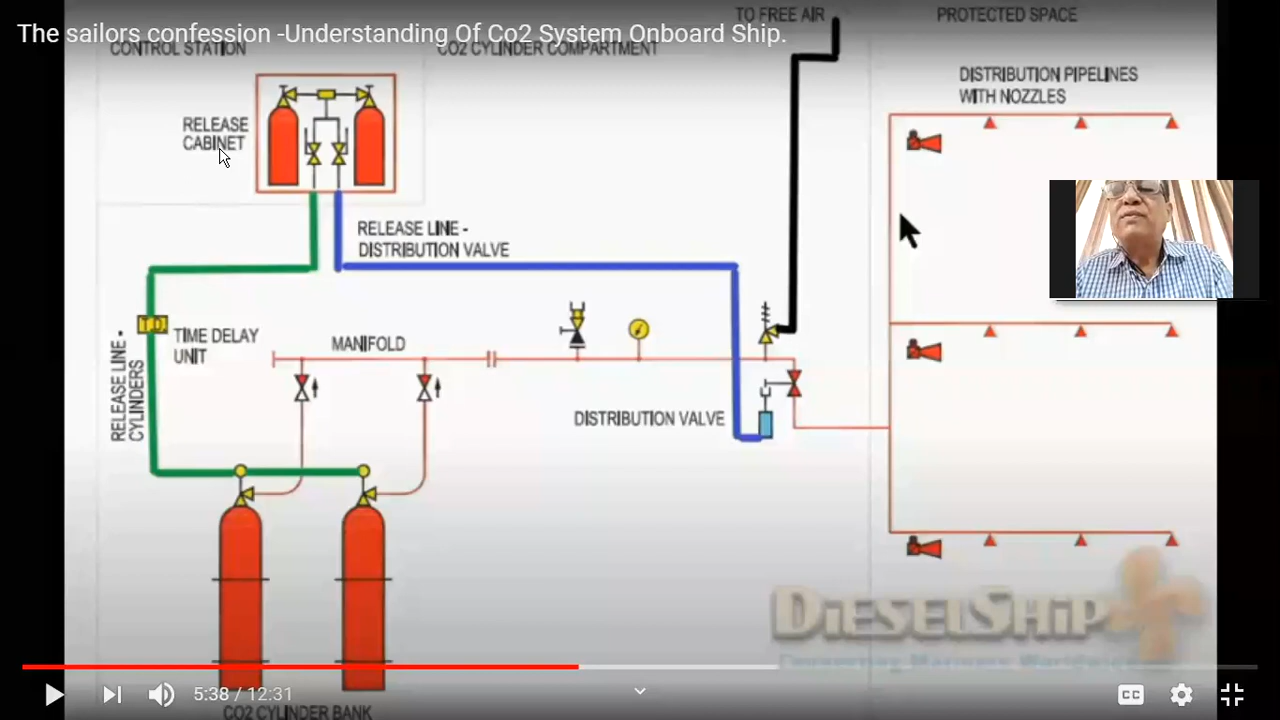 The sailors confession -Understanding Of Co2 System Onboard Ship.
TO FREE AIR
PROTECTED SPACE
CONTROL STATION
CO2 CYLINDER COMPARTMENT
DISTRIBUTION PIPELINES
WITH NOZZLES
RELEASE
CABINET
RELEASE LINE -
DISTRIBUTION VALVE
T.D
TIME DELAY
UNIT
MANIFOLD
RELEASE LINE -
CYLINDERS
DISTRIBUTION VALVE
DIESELSHIP
5:38 / 12:31
CC
CO2 CYLINDER BANK